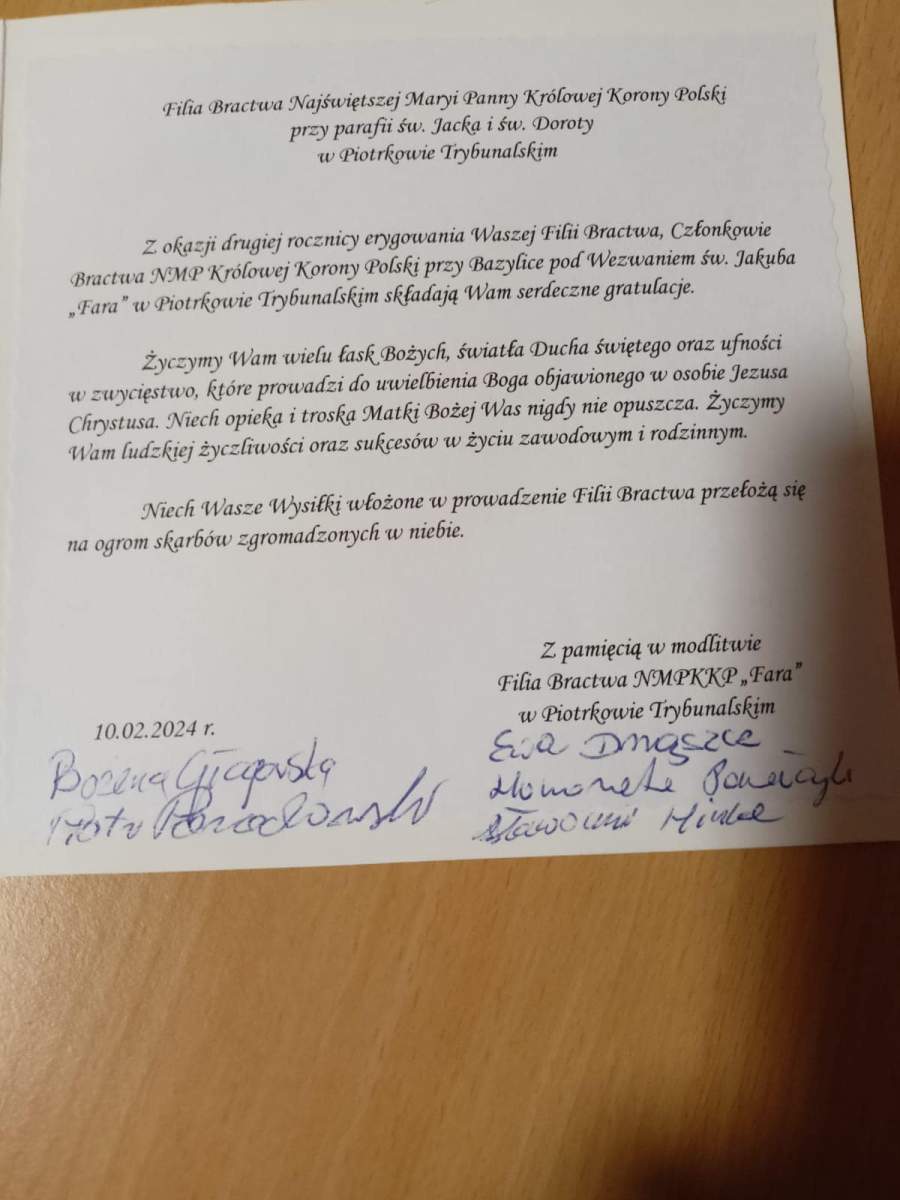 Filia Bractwa Najświętszej Maryi Panny Królowej Korony Polski
przy parafii św. Jacka i św. Doroty
w Piotrkowie Trybunalskim
Z okazji drugiej rocznicy erygowania Waszej Filii Bractwa, Członkowie
Bractwa NMP Królowej Korony Polski przy Bazylice pod Wezwaniem św. Jakuba
„Fara” w Piotrkowie Trybunalskim składają Wam serdeczne gratulacje.
Życzymy Wam wielu łask Bożych, światła Ducha świętego oraz ufności
w zwycięstwo, które prowadzi do uwielbienia Boga objawionego w osobie Jezusa
Chrystusa. Niech opieka i troska Matki Bożej Was nigdy nie opuszcza. Życzymy
Wam ludzkiej życzliwości oraz sukcesów w życiu zawodowym i rodzinnym.
Niech Wasze Wysiłki włożone w prowadzenie Filii Bractwa przełożą się
na ogrom skarbów zgromadzonych w niebie.
Z pamięcią w modlitwie
Filia Bractwa NMPKKP „Fara”
w Piotrkowie Trybunalskim
10.02.2024 r.
Bożena
Piotr
Ewa
Sławomir